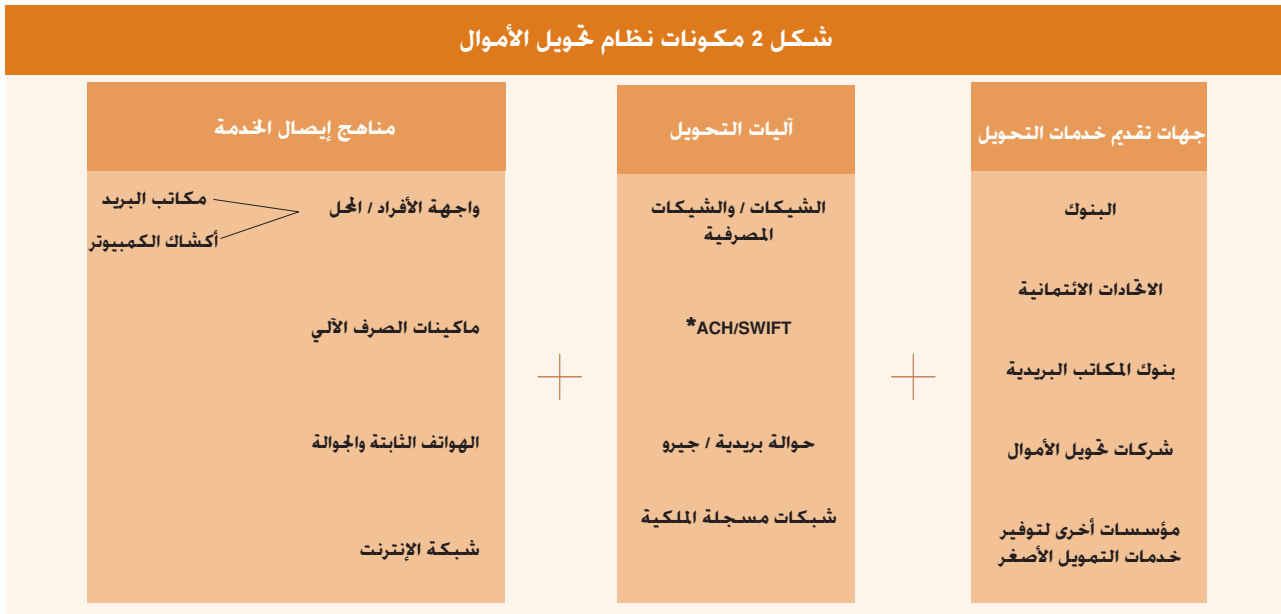 شكل 2 مكونات نظام تحويل الأموال
جهات تقديم خدمات التحويل
البنوك
الاتحادات الائتمانية
بنوك المكاتب البريدية
شركات تحويل الأموال
مؤسسات أخرى لتوفير
خدمات التمويل الأصغر
آليات التحويل
الشيكات / والشيكات
المصرفية
ACH/SWIFT*
حوالة بريدية / جيرو
شبكات مسجلة الملكية
مناهج إيصال الخدمة
واجهة الأفراد / المحل
مكاتب البريد
أكشاك الكمبيوتر
ماكينات الصرف الآلي
الهواتف الثابتة والجوالة
شبكة الإنترنت